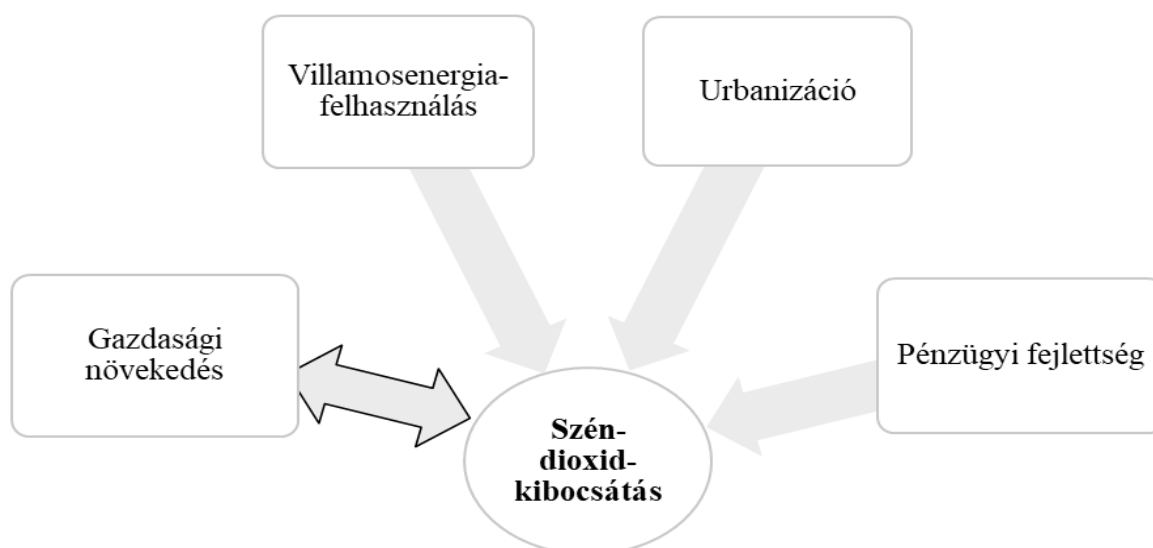 Villamosenergia-
felhasználás
Urbanizáció
Gazdasági
növekedés
Pénzügyi fejlettség
Szén-
dioxid-
kibocsátás